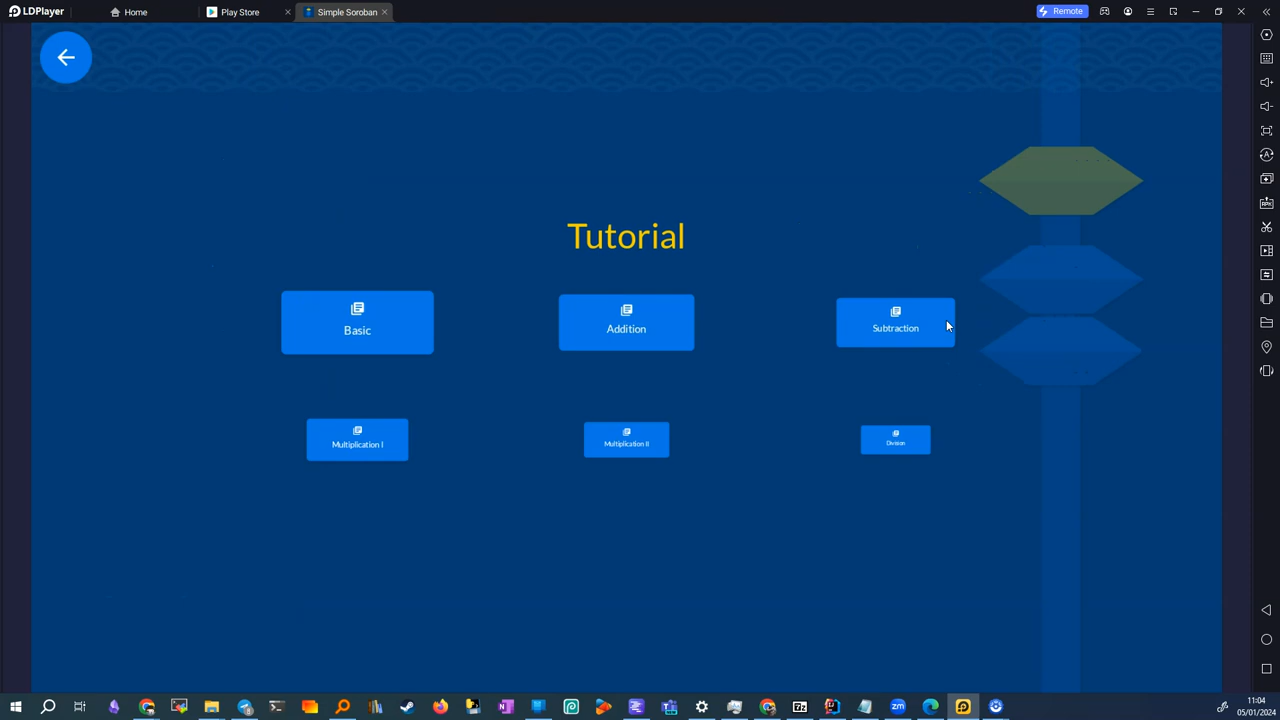 LDPlayer
Home
Play Store
Simple Soroban
Remote
Tutorial
Basic
Addition
Subtraction
Multiplication I
Multiplication II
Division
11:04
05/01/2024